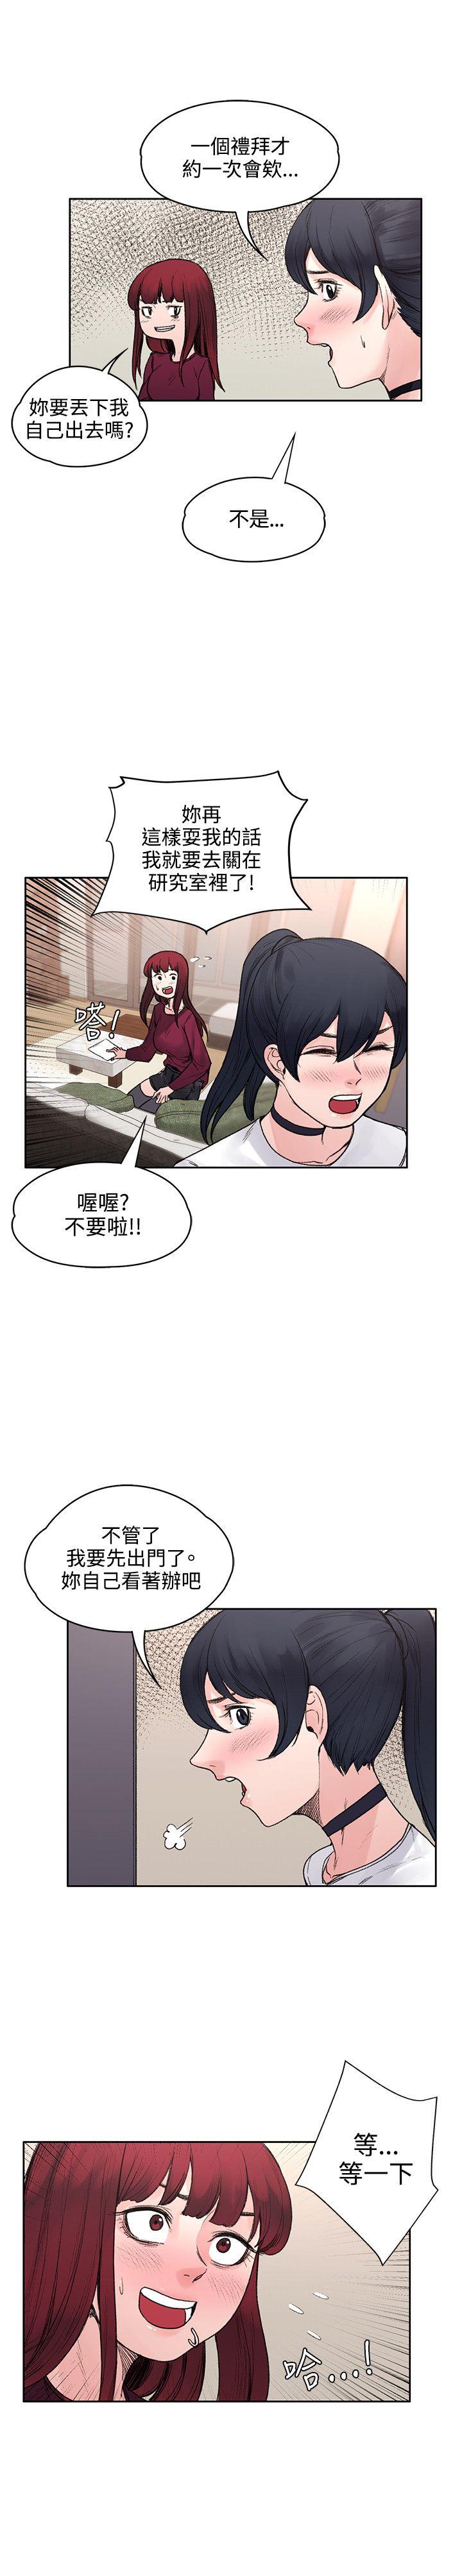 一個禮拜才
約一次會欸...
妳要丟下我
自己出去嗎?
不是...
妳再
這樣耍我的話
我就要去關在
研究室裡了!
嗒!
喔喔?
不要啦!!
不管了
我要先出門了。
妳自己看著辦吧
等...
等一下
哈...!